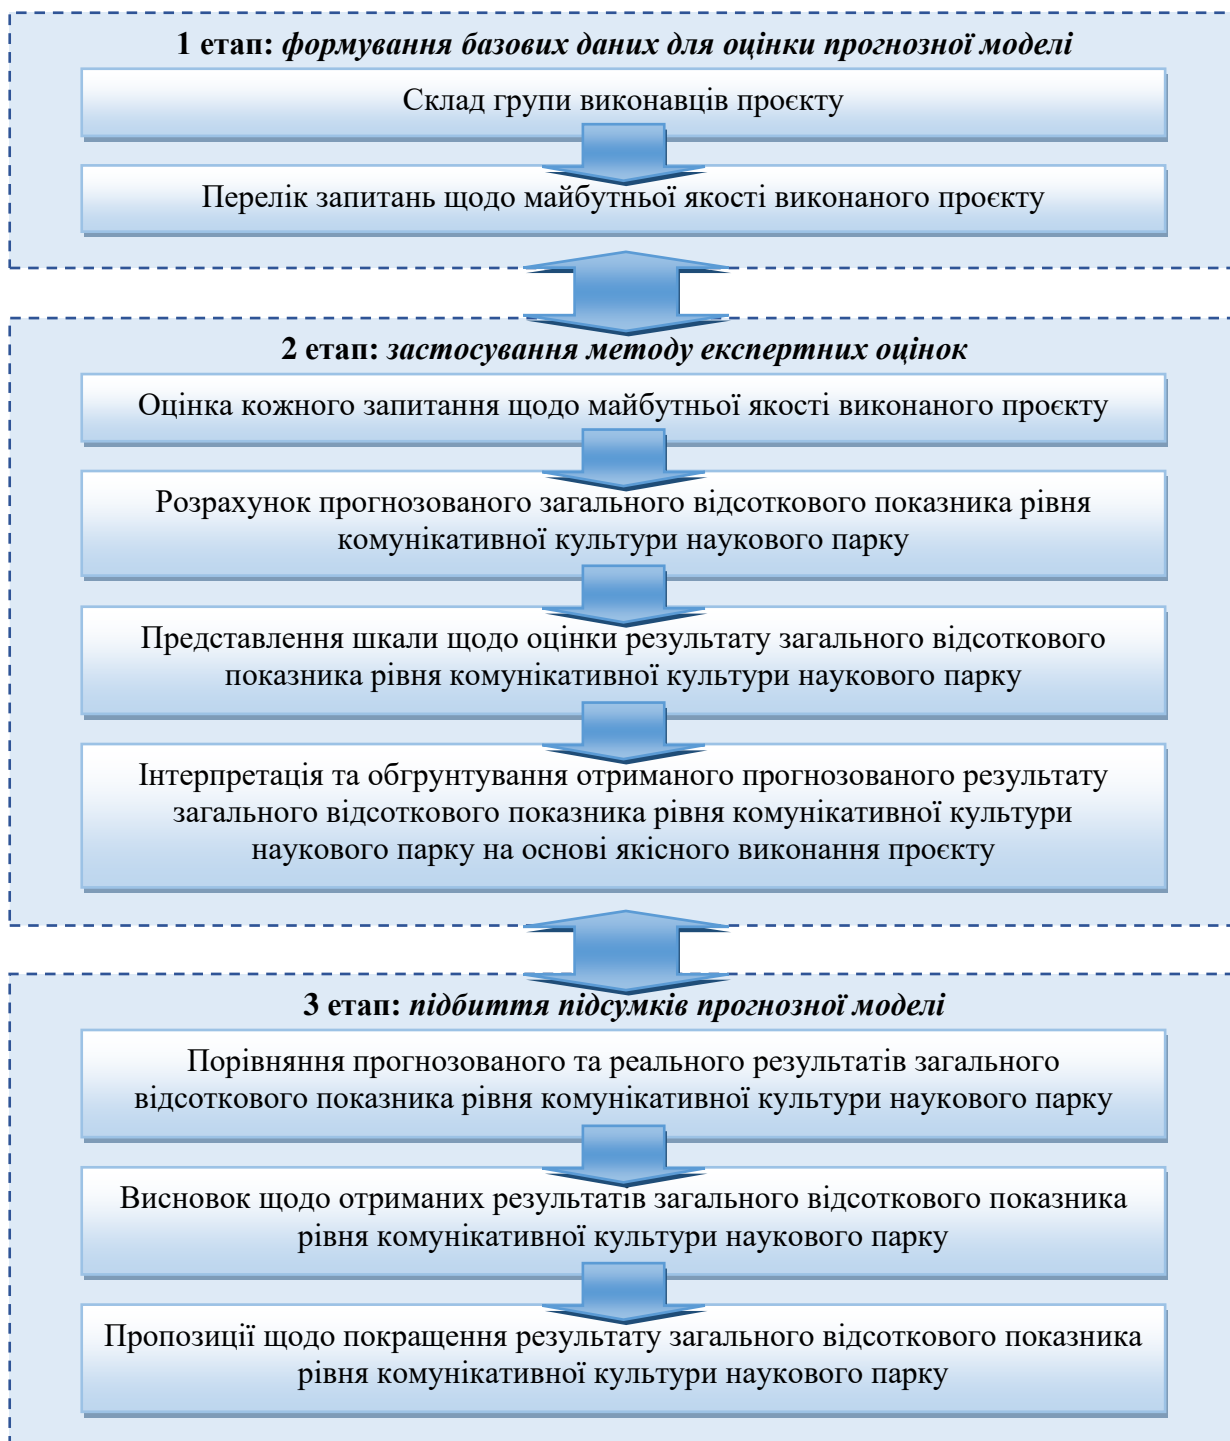 1 етап: формування базових даних для оцінки прогнозної моделі
Склад групи виконавців проєкту
Перелік запитань щодо майбутньої якості виконаного проєкту
2 етап: застосування методу експертних оцінок
Оцінка кожного запитання щодо майбутньої якості виконаного проєкту
Розрахунок прогнозованого загального відсоткового показника рівня
комунікативної культури наукового парку
Представлення шкали щодо оцінки результату загального відсоткового
показника рівня комунікативної культури наукового парку
Інтерпретація та обгрунтування отриманого прогнозованого результату
загального відсоткового показника рівня комунікативної культури
наукового парку на основі якісного виконання проєкту
3 етап: підбиття підсумків прогнозної моделі
Порівняння прогнозованого та реального результатів загального
відсоткового показника рівня комунікативної культури наукового парку
Висновок щодо отриманих результатів загального відсоткового показника
рівня комунікативної культури наукового парку
Пропозиції щодо покращення результату загального відсоткового показника
рівня комунікативної культури наукового парку